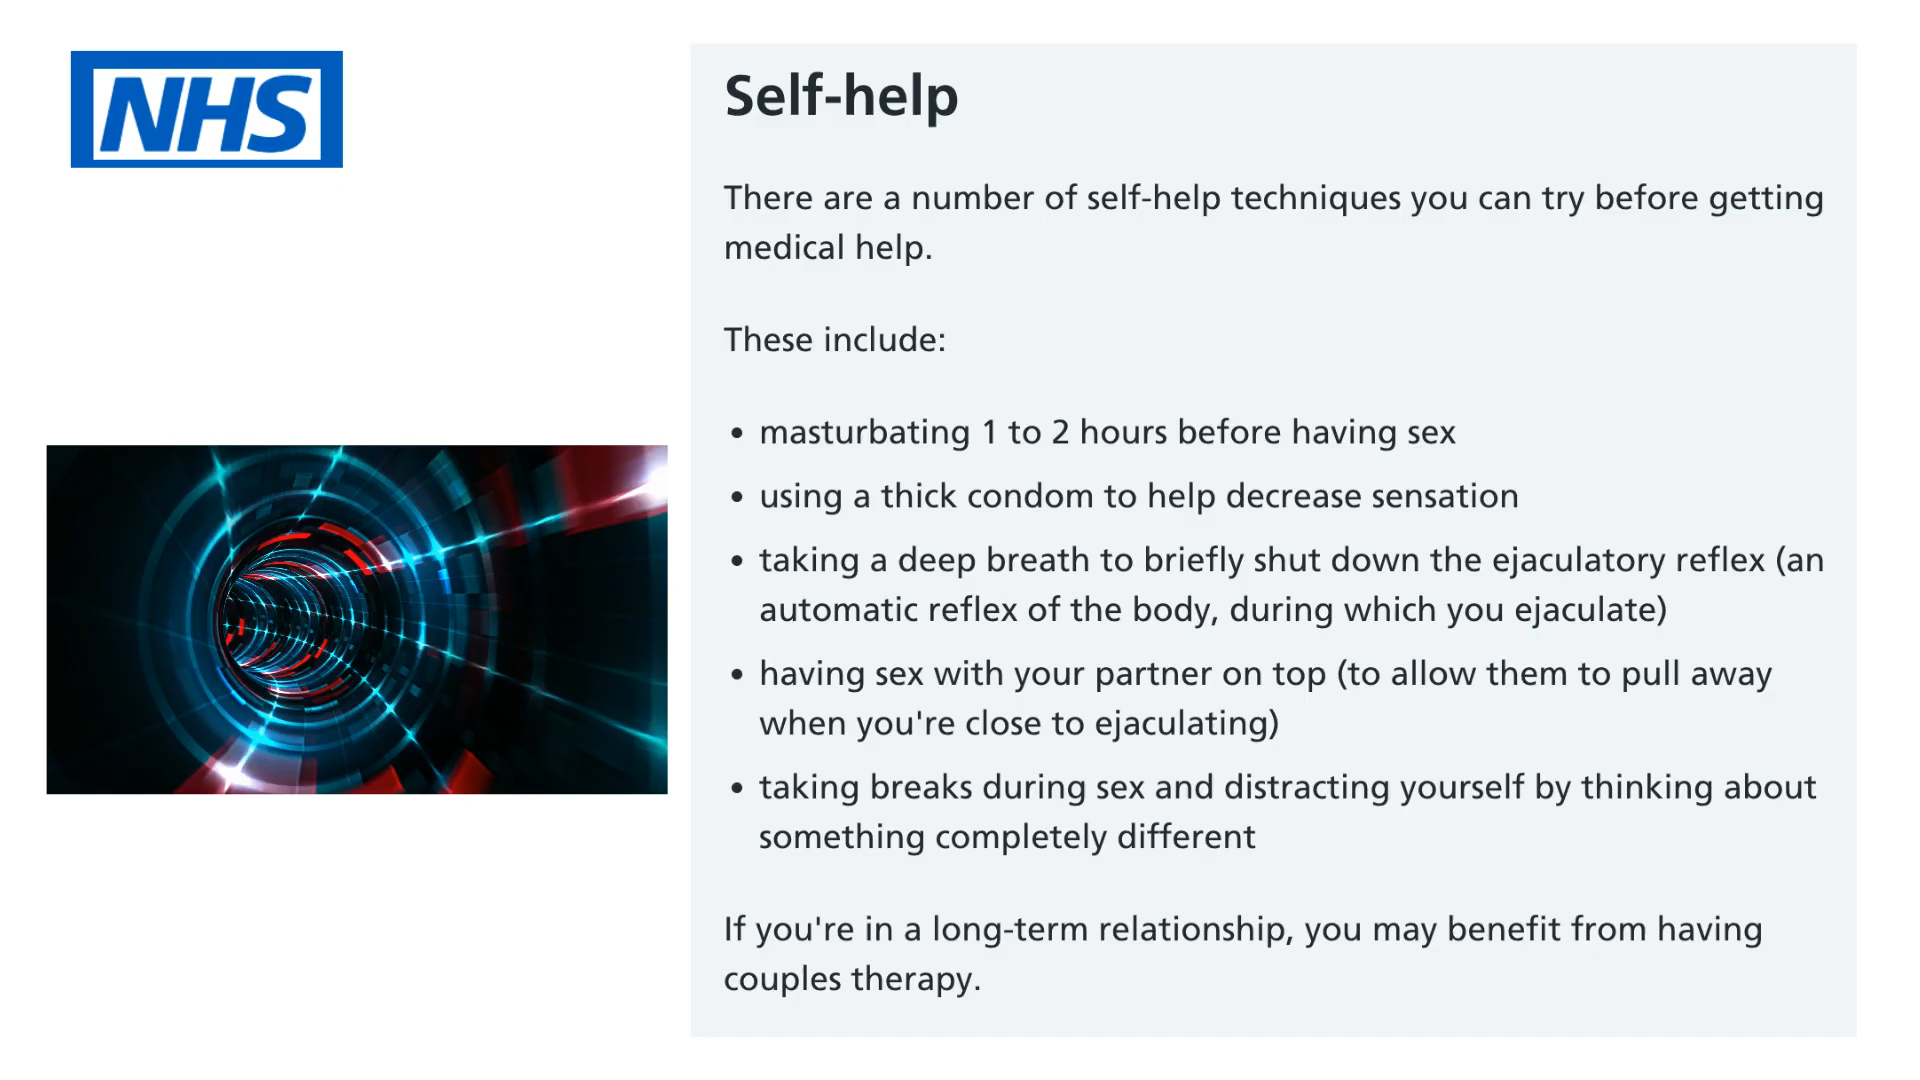 NHS
Self-help
There are a number of self-help techniques you can try before getting
medical help.
These include:
• masturbating 1 to 2 hours before having sex
• using a thick condom to help decrease sensation
• taking a deep breath to briefly shut down the ejaculatory reflex (an
automatic reflex of the body, during which you ejaculate)
• having sex with your partner on top (to allow them to pull away
when you're close to ejaculating)
• taking breaks during sex and distracting yourself by thinking about
something completely different
If you're in a long-term relationship, you may benefit from having
couples therapy.